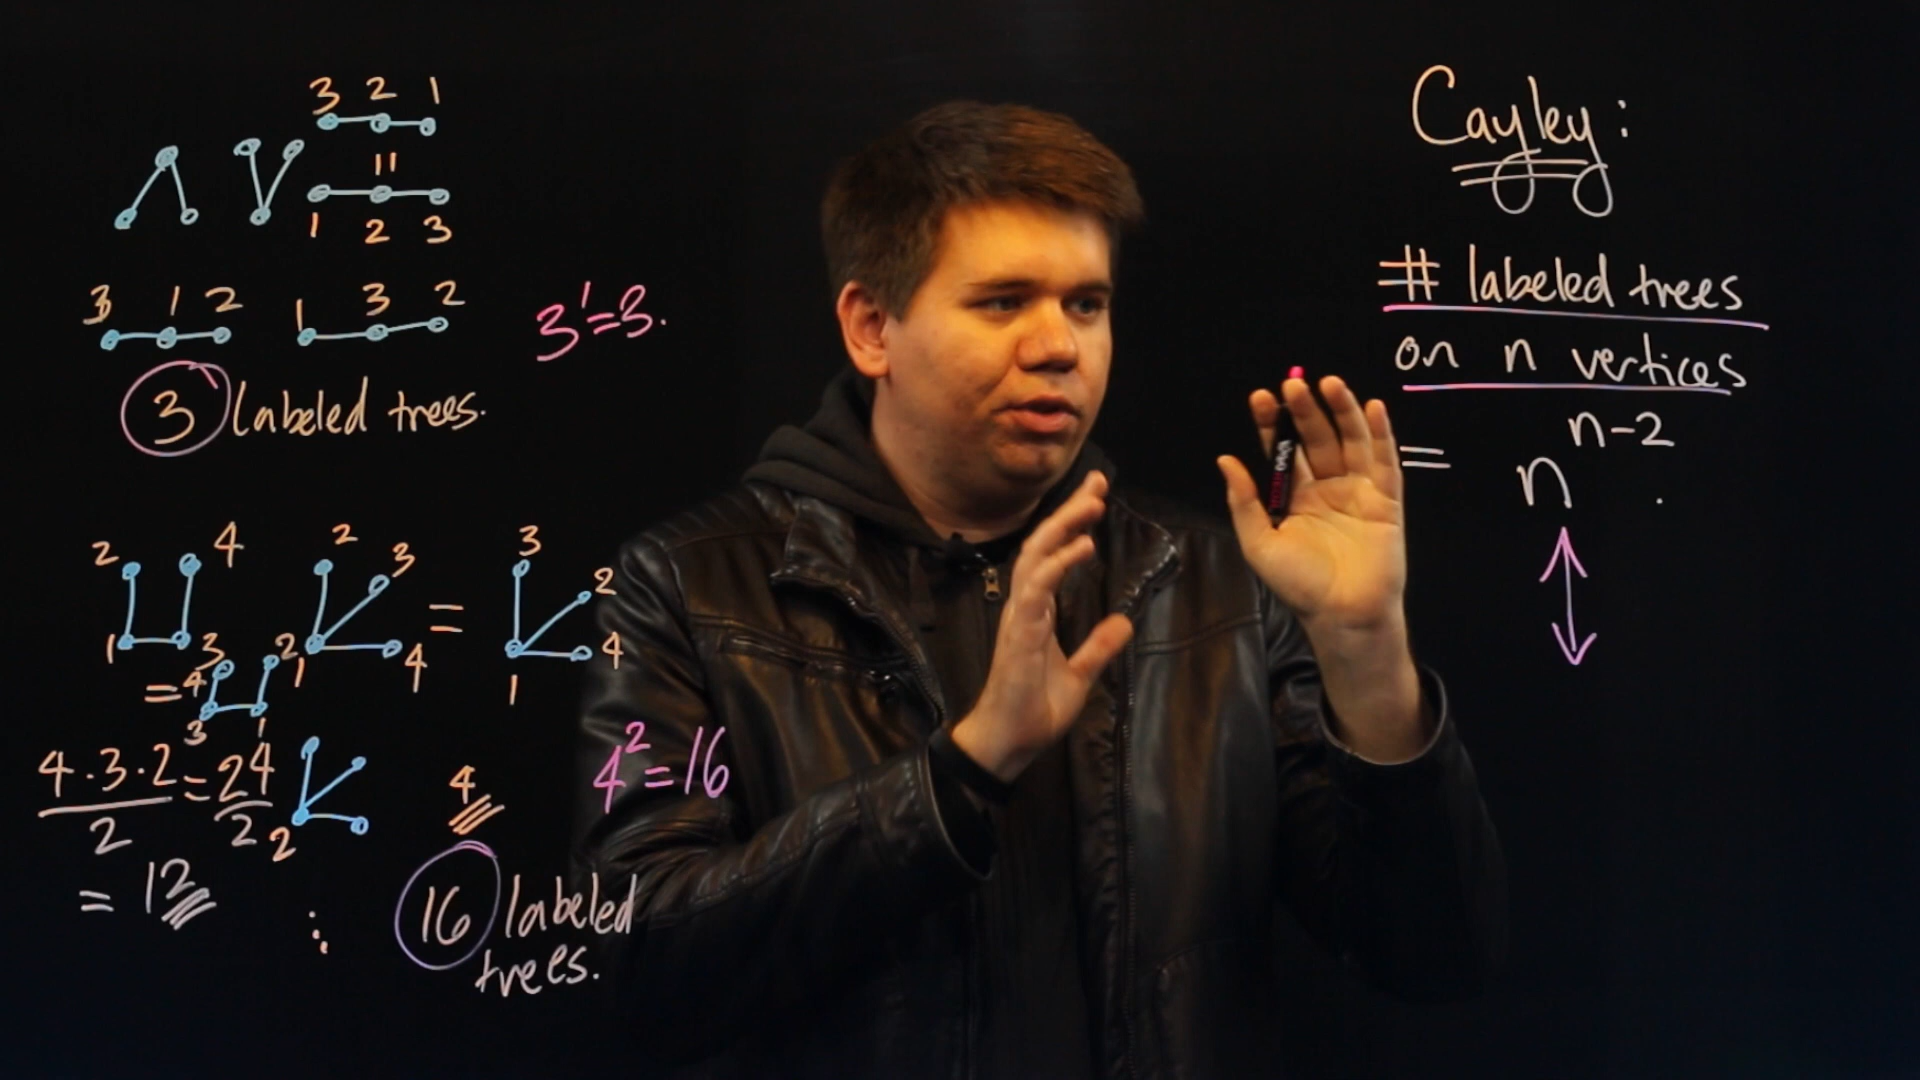 3 2 1
11
1 2 3
3 1 2
1 3 2
3¹=3.
3 labeled trees.
2 4
1 3
=4 2
3 1
2 3
1 4
=
3 2
1 4
4·3·2/2 = 24/2
= 12
2
⋮
4
4²=16
16 labeled
trees.
Cayley:
# labeled trees
on n vertices
= n^(n-2).